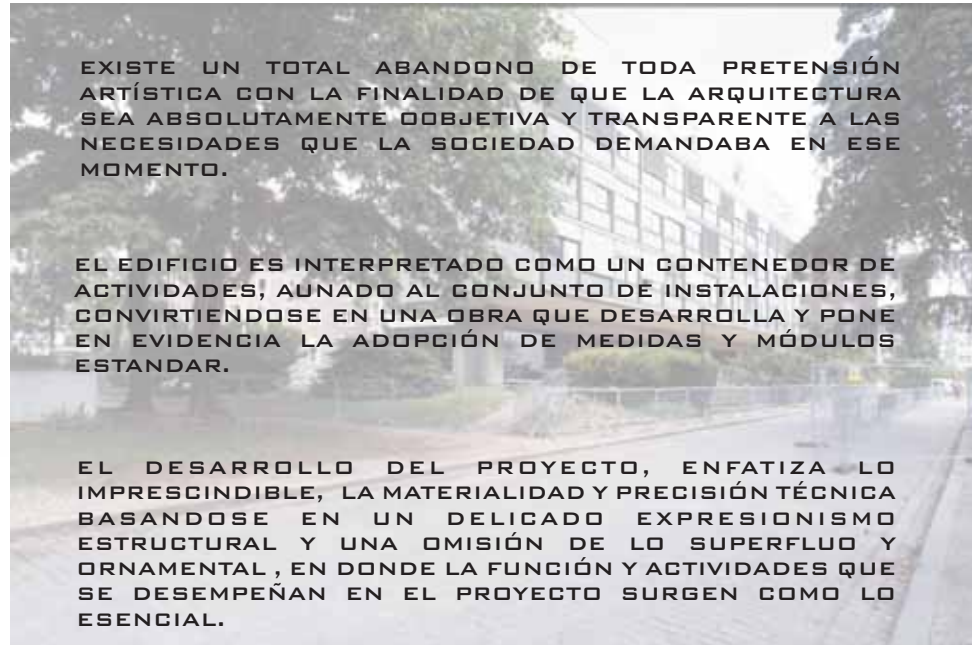 EXISTE UN TOTAL ABANDONO DE TODA PRETENSIÓN
ARTÍSTICA CON LA FINALIDAD DE QUE LA ARQUITECTURA
SEA ABSOLUTAMENTE OOBJETIVA Y TRANSPARENTE A LAS
NECESIDADES QUE LA SOCIEDAD DEMANDABA EN ESE
MOMENTO.
EL EDIFICIO ES INTERPRETADO COMO UN CONTENEDOR DE
ACTIVIDADES, AUNADO AL CONJUNTO DE INSTALACIONES,
CONVIRTIENDOSE EN UNA OBRA QUE DESARROLLA Y PONE
EN EVIDENCIA LA ADOPCIÓN DE MEDIDAS Y MÓDULOS
ESTANDAR.
EL DESARROLLO DEL PROYECTO, ENFATIZA LO
IMPRESCINDIBLE, LA MATERIALIDAD Y PRECISIÓN TÉCNICA
BASANDOSE EN UN DELICADO EXPRESIONISMO
ESTRUCTURAL Y UNA OMISIÓN DE LO SUPERFLUO Y
ORNAMENTAL , EN DONDE LA FUNCIÓN Y ACTIVIDADES QUE
SE DESEMPEÑAN EN EL PROYECTO SURGEN COMO LO
ESENCIAL.